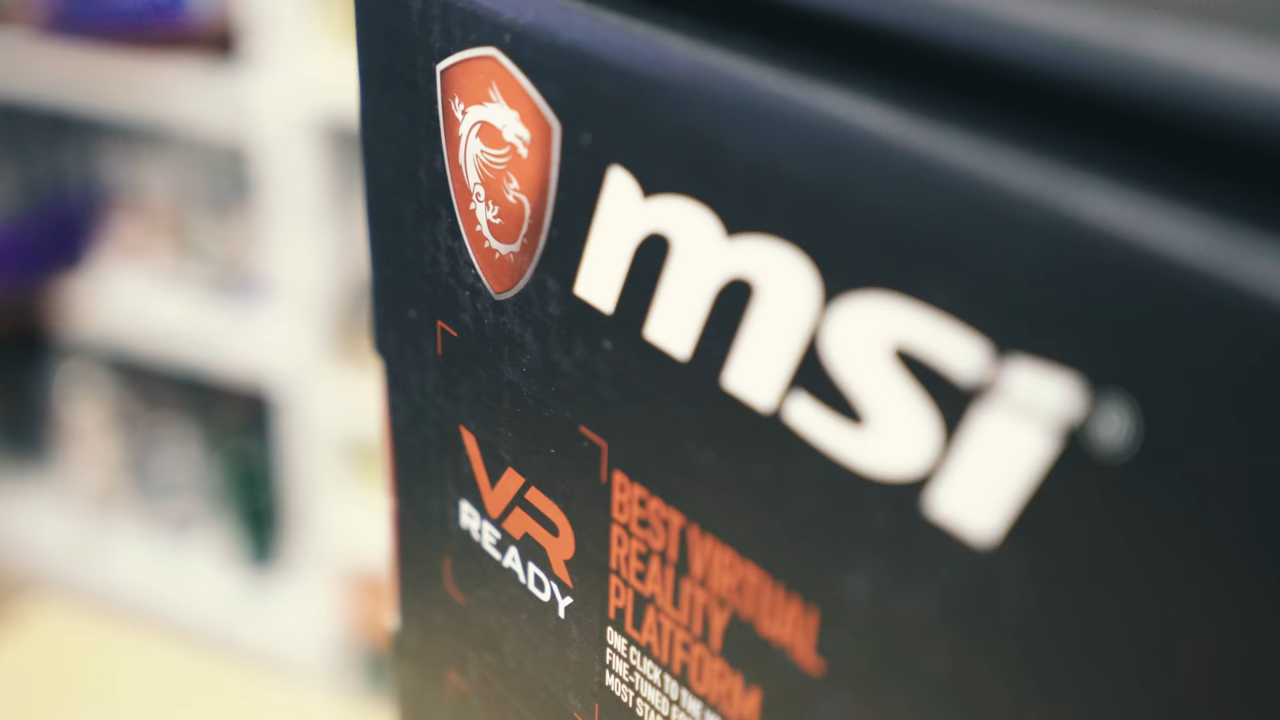 msi
VR
READY
BEST VIRTUAL
REALITY
PLATFORM
ONE CLICK TO THE
FINE-TUNED
MOST